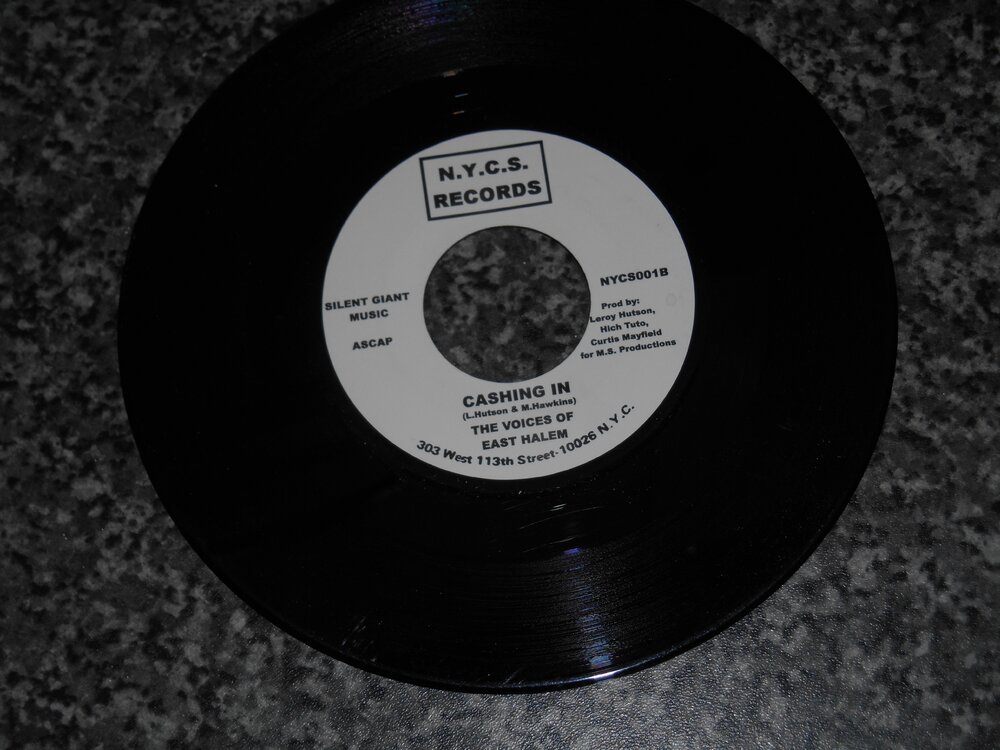 N.Y.C.S.
RECORDS
SILENT GIANT
MUSIC
ASCAP
NYCS001B
Prod by:
Leroy Hutson,
Hich Tuto,
Curtis Mayfield
for M.S. Productions
CASHING IN
(L.Hutson & M.Hawkins)
THE VOICES OF
EAST HALEM
303 West 113th Street-10026 N.Y.C.